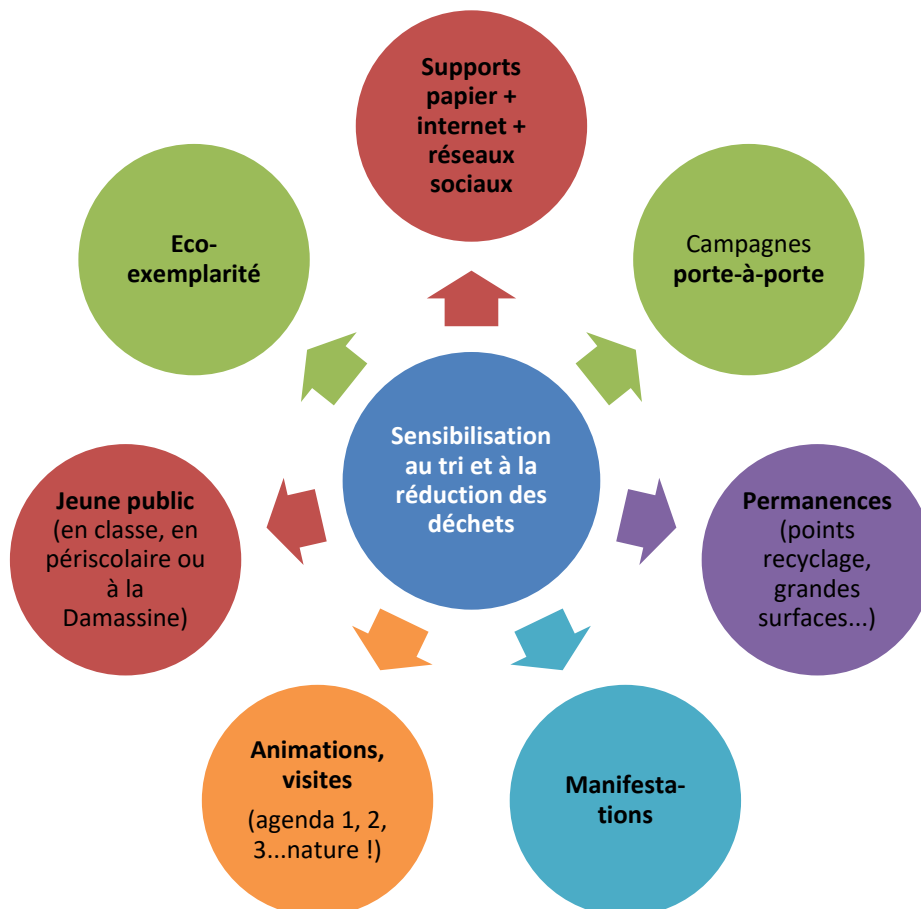 Supports
papier +
internet +
réseaux
sociaux
Eco-
exemplarité
Campagnes
porte-à-porte
Sensibilisation
au tri et à la
réduction des
déchets
Jeune public
(en classe, en
périscolaire ou
à la
Damassine)
Permanences
(points
recyclage,
grandes
surfaces...)
Animations,
visites
(agenda 1, 2,
3...nature !)
Manifesta-
tions